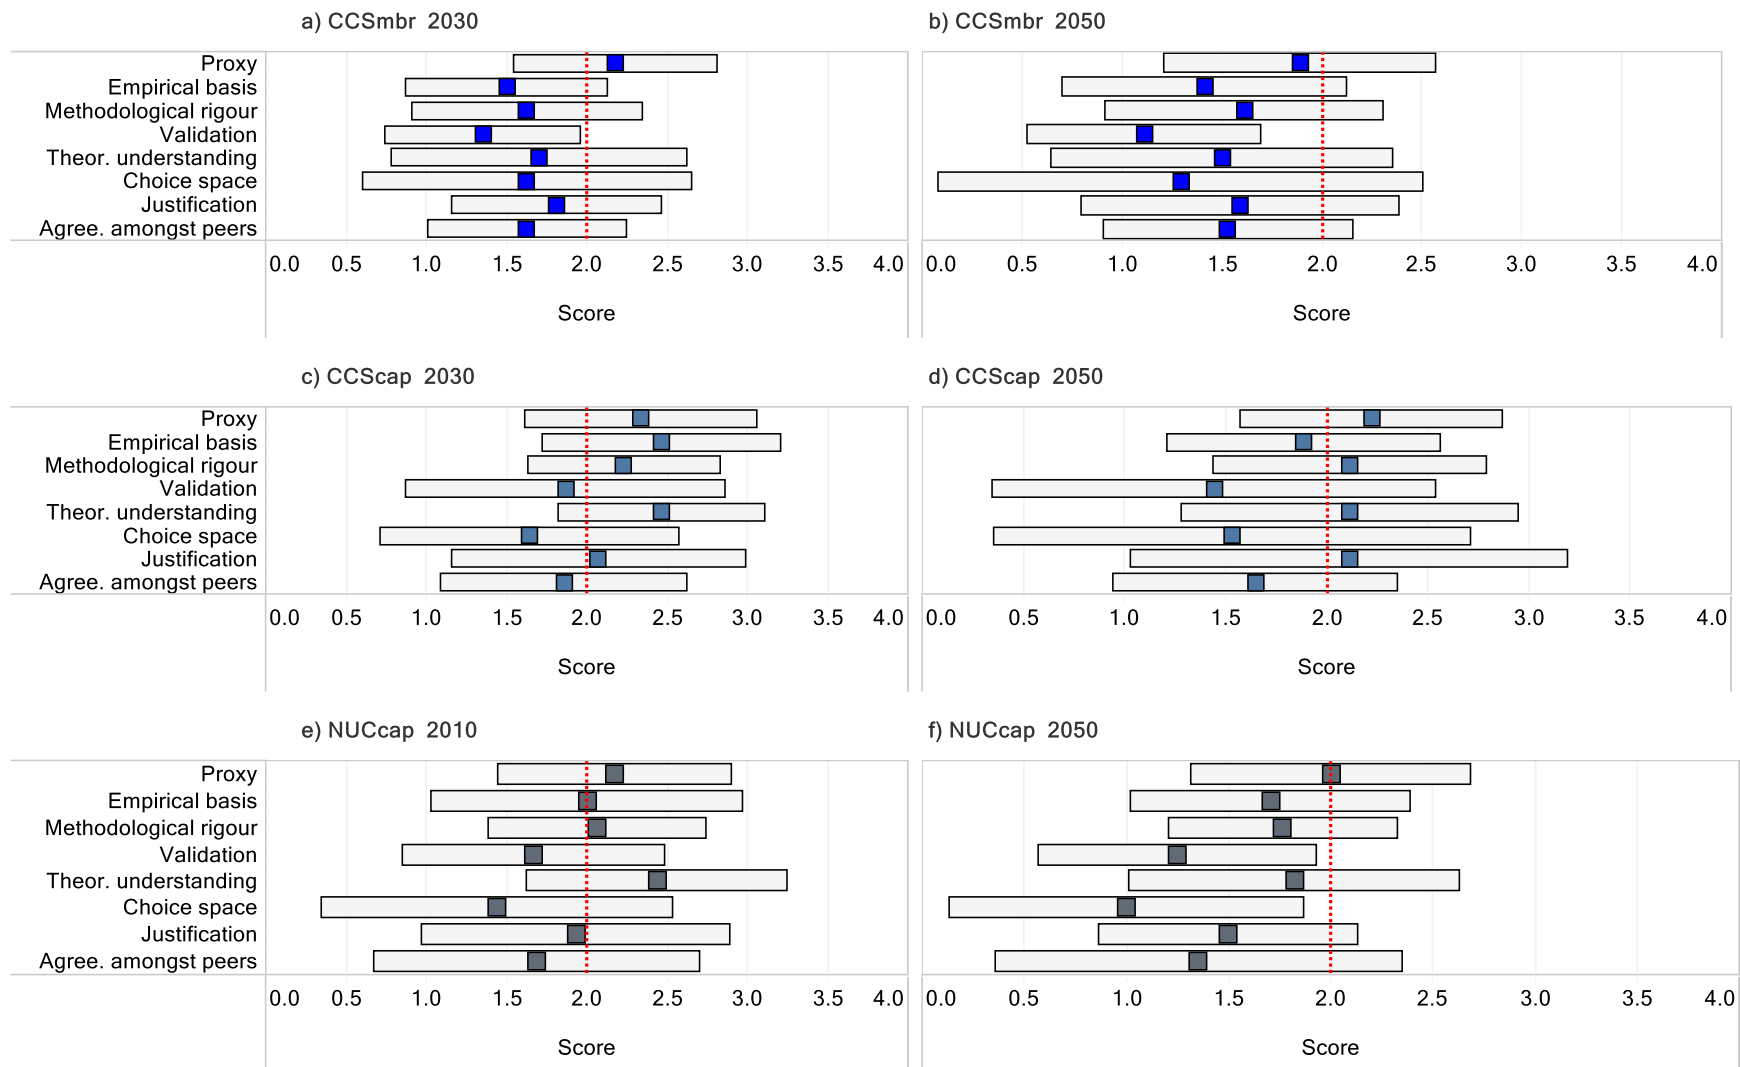 a) CCSmbr 2030
b) CCSmbr 2050
Proxy
Empirical basis
Methodological rigour
Validation
Theor. understanding
Choice space
Justification
Agree. amongst peers
0.0 0.5 1.0 1.5 2.0 2.5 3.0 3.5 4.0
0.0 0.5 1.0 1.5 2.0 2.5 3.0 3.5 4.0
Score
Score
c) CCScap 2030
d) CCScap 2050
Proxy
Empirical basis
Methodological rigour
Validation
Theor. understanding
Choice space
Justification
Agree. amongst peers
0.0 0.5 1.0 1.5 2.0 2.5 3.0 3.5 4.0
0.0 0.5 1.0 1.5 2.0 2.5 3.0 3.5 4.0
Score
Score
e) NUCcap 2010
f) NUCcap 2050
Proxy
Empirical basis
Methodological rigour
Validation
Theor. understanding
Choice space
Justification
Agree. amongst peers
0.0 0.5 1.0 1.5 2.0 2.5 3.0 3.5 4.0
0.0 0.5 1.0 1.5 2.0 2.5 3.0 3.5 4.0
Score
Score